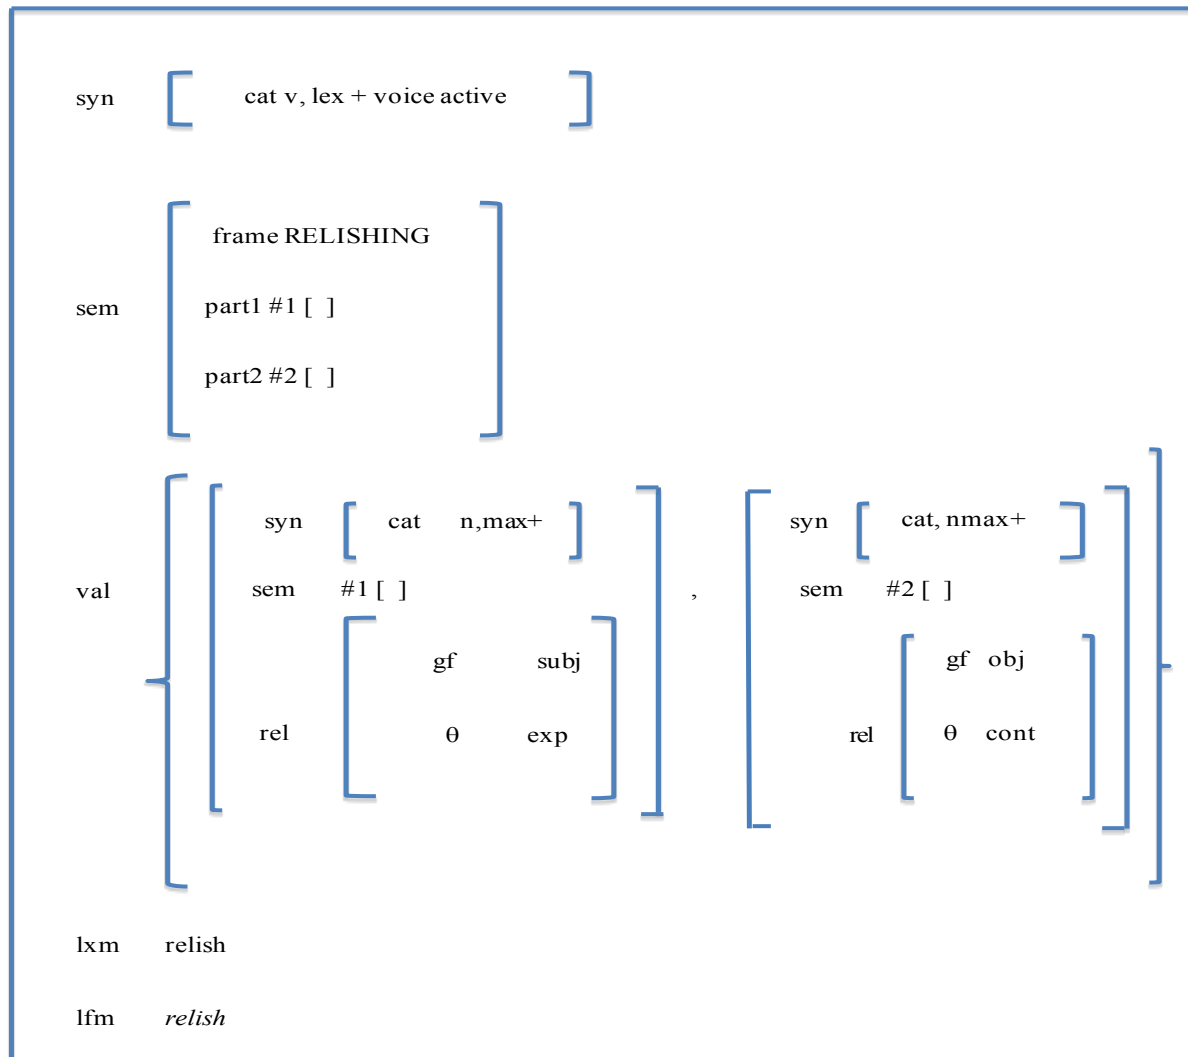 syn [ cat v, lex + voice active ]
frame RELISHING
sem part1 #1 [ ]
part2 #2 [ ]
syn [ cat n,max+ ] syn [ cat, nmax+ ]
val sem #1 [ ] , sem #2 [ ]
gf subj gf obj
rel θ exp rel θ cont
lxm relish
lfm relish